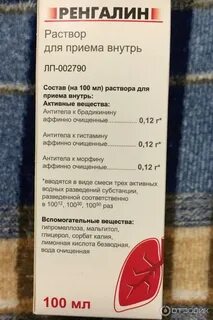 РЕНГАЛИН
Раствор
для приема внутрь
ЛП-002790
Состав (на 100 мл) раствора для
приема внутрь:
Активные вещества:
Антитела к брадикинину
аффинно очищенные 0,12 г*
Антитела к гистамину
аффинно очищенные 0,12 г*
Антитела к морфину
аффинно очищенные 0,12 г*
*вводятся в виде смеси трех активных
водных разведений субстанции,
разведенной соответственно
в 100¹², 100³⁰, 100⁵⁰ раз
Вспомогательные вещества:
гипромеллоза, мальтитол,
глицерол, сорбат калия,
лимонная кислота безводная,
вода очищенная
100 мл